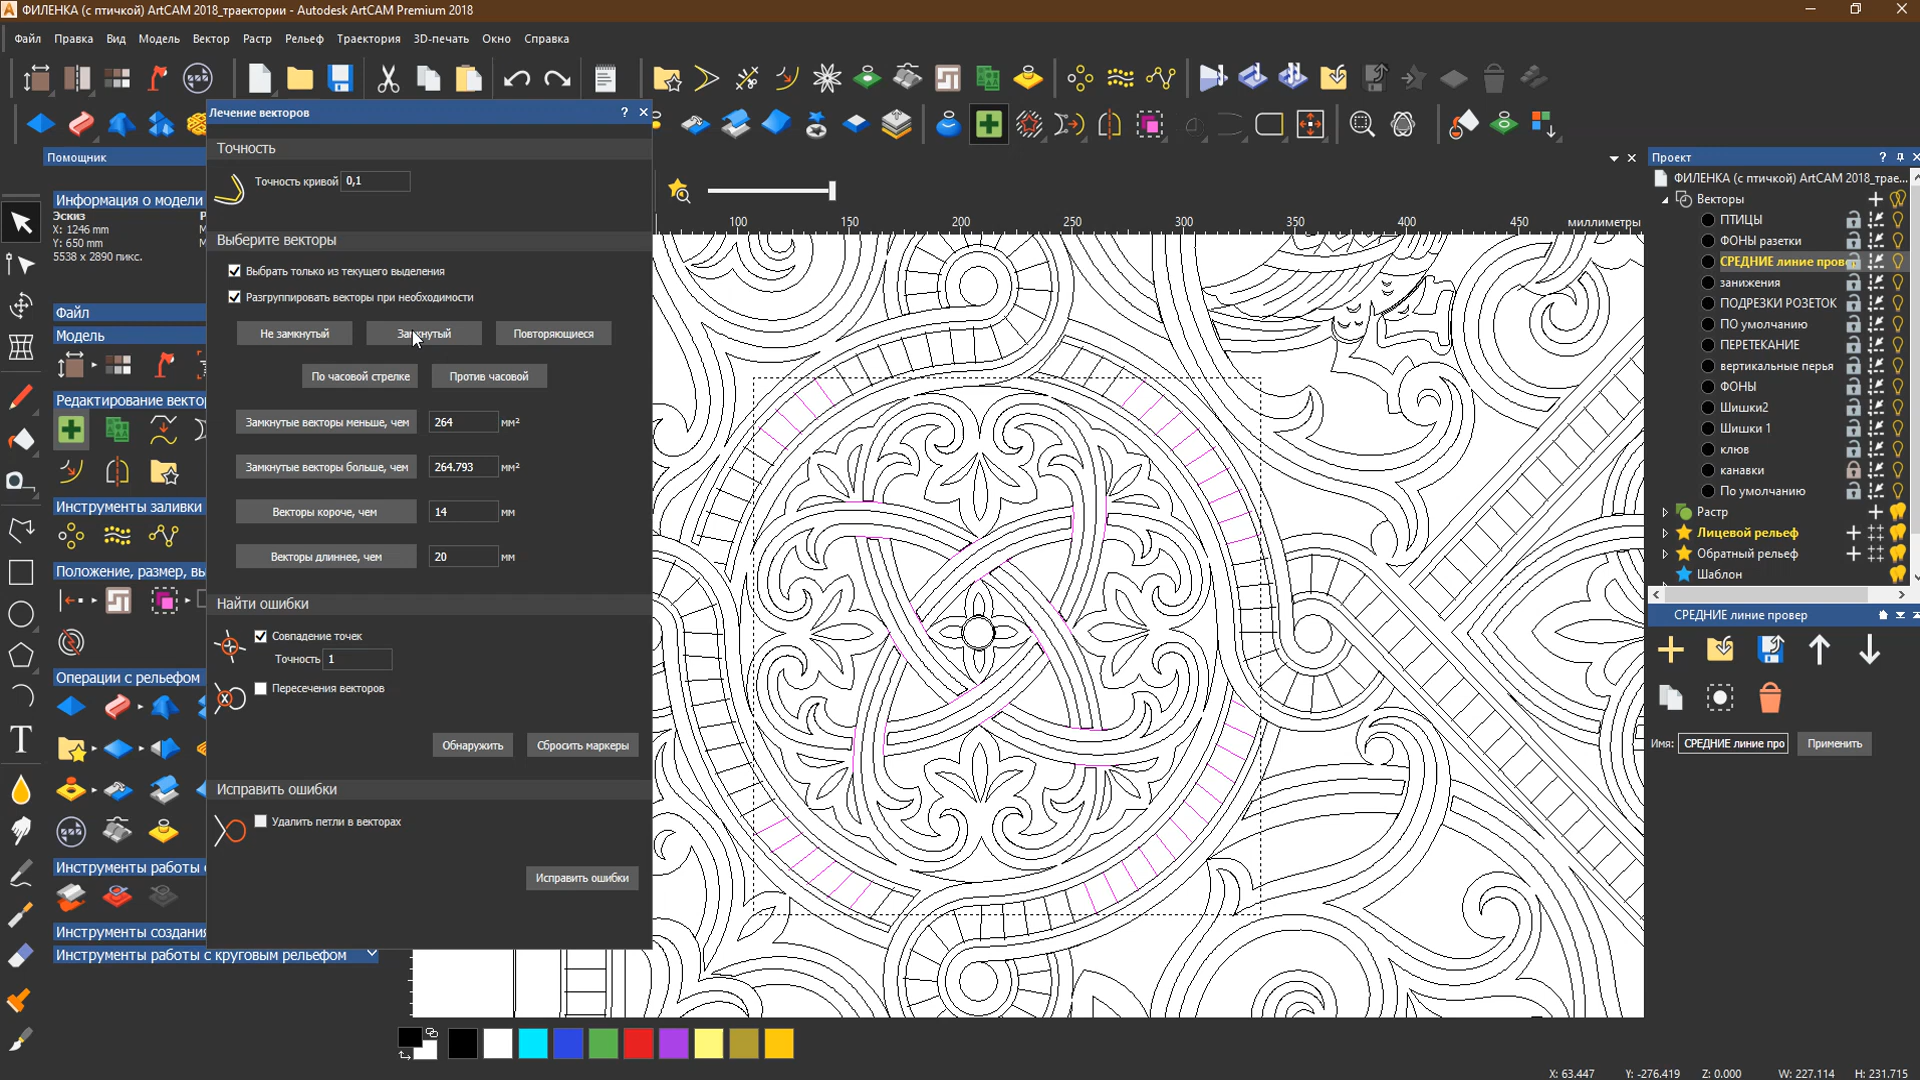 ФИЛЕНКА (с птичкой) ArtCAM 2018_траектории - Autodesk ArtCAM Premium 2018
Файл Правка Вид Модель Вектор Растр Рельеф Траектория 3D-печать Окно Справка
Лечение векторов ? ×
Точность
Точность кривой 0,1
Выберите векторы
Выбрать только из текущего выделения
Разгруппировать векторы при необходимости
Не замкнутый Замкнутый Повторяющиеся
По часовой стрелке Против часовой
Замкнутые векторы меньше, чем 264 мм²
Замкнутые векторы больше, чем 264.793 мм²
Векторы короче, чем 14 мм
Векторы длиннее, чем 20 мм
Найти ошибки
Совпадение точек
Точность 1
Пересечения векторов
Обнаружить Сбросить маркеры
Исправить ошибки
Удалить петли в векторах
Исправить ошибки
Помощник
Информация о модели
Эскиз
X: 1246 mm
Y: 650 mm
5538 x 2890 пикс.
Файл
Модель
Редактирование вектор
Инструменты заливки
Положение, размер, вы
Операции с рельефом
Инструменты работы с
Инструменты создания
Инструменты работы с круговым рельефом
100 150 200 250 300 350 400 450 миллиметры
Проект
ФИЛЕНКА (с птичкой) ArtCAM 2018_трае...
Векторы
ПТИЦЫ
ФОНЫ разетки
СРЕДНИЕ линие провер
занижения
ПОДРЕЗКИ РОЗЕТОК
ПО умолчанию
ПЕРЕТЕКАНИЕ
вертикальные перья
ФОНЫ
Шишки2
Шишки 1
клюв
канавки
По умолчанию
Растр
Лицевой рельеф
Обратный рельеф
Шаблон
СРЕДНИЕ линие провер
Имя: СРЕДНИЕ линие про Применить
X: 63.447 Y: -276.419 Z: 0.000 W: 227.114 H: 231.715